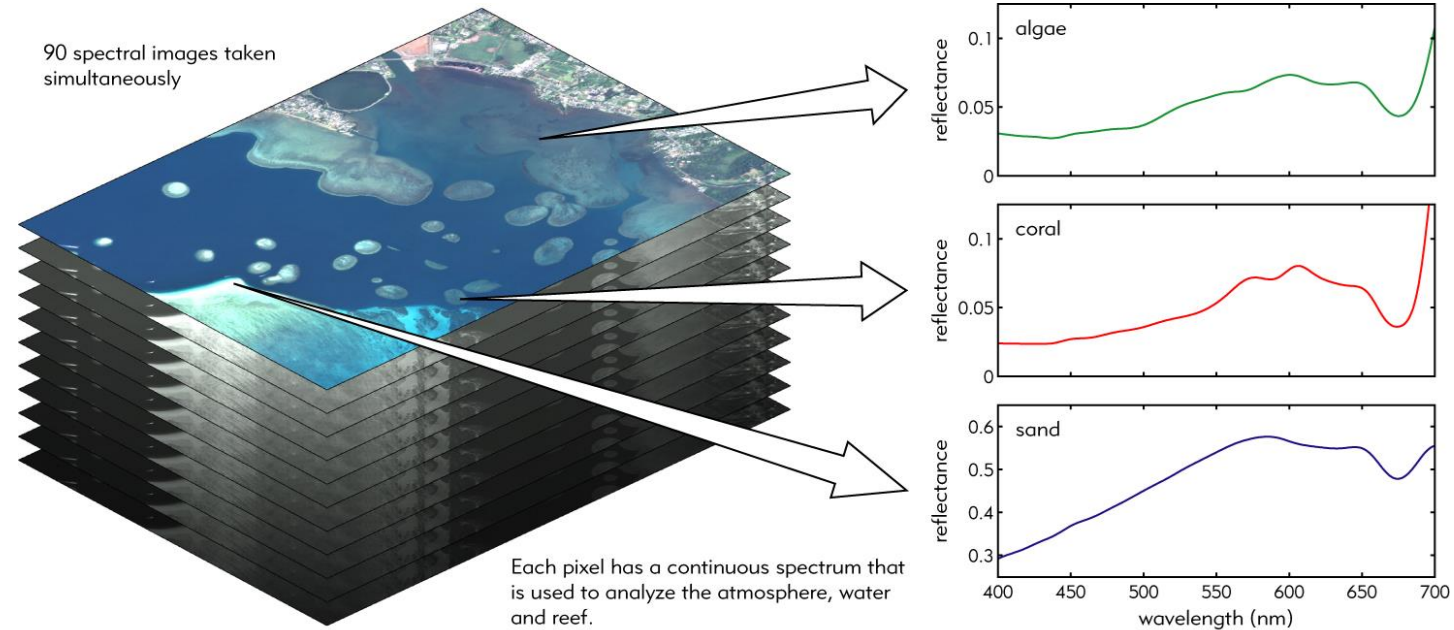 90 spectral images taken
simultaneously
Each pixel has a continuous spectrum that
is used to analyze the atmosphere, water
and reef.
algae
reflectance
0.1
0.05
0
coral
reflectance
0.1
0.05
0
sand
reflectance
0.6
0.5
0.4
0.3
400 450 500 550 600 650 700
wavelength (nm)